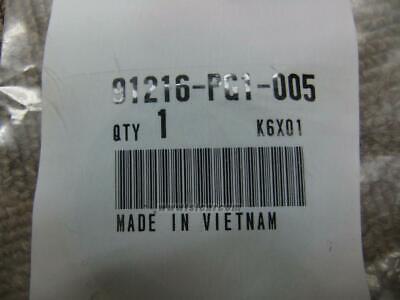 91216-PG1-005
QTY 1 K6X01
MADE IN VIETNAM